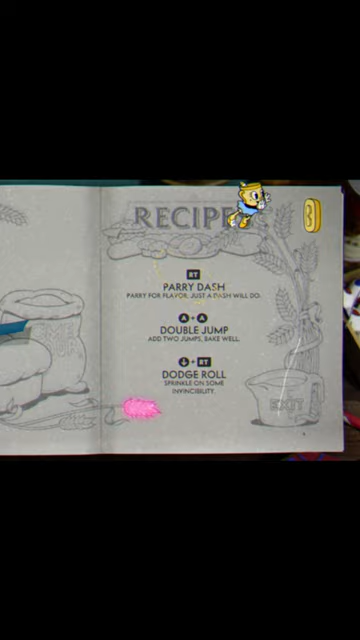 RECIPE
RT
PARRY DASH
PARRY FOR FLAVOR. JUST A DASH WILL DO.
A + A
DOUBLE JUMP
ADD TWO JUMPS, BAKE WELL.
+ RT
DODGE ROLL
SPRINKLE ON SOME
INVINCIBILITY.
EXIT